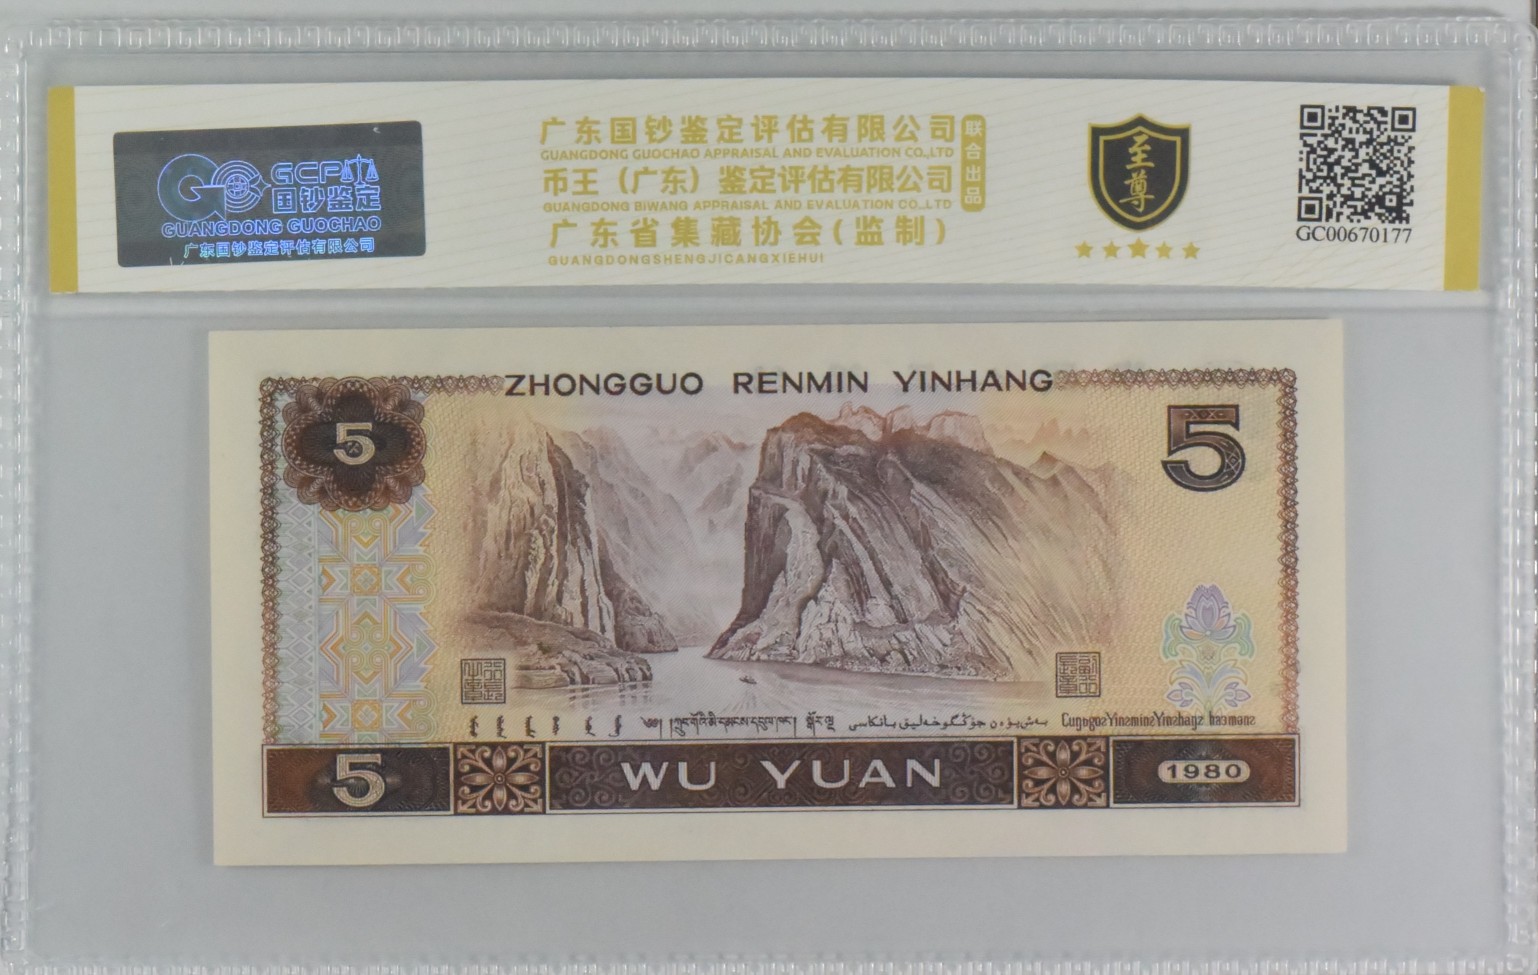 GCPA
国钞鉴定
GUANGDONG GUOCHAO
广东国钞鉴定评估有限公司
广东国钞鉴定评估有限公司
GUANGDONG GUOCHAO APPRAISAL AND EVALUATION CO.,LTD
币王（广东）鉴定评估有限公司
GUANGDONG BIWANG APPRAISAL AND EVALUATION CO.,LTD
联合出品
广东省集藏协会(监制)
GUANGDONGSHENGJICANGXIEHUI
至尊
GC00670177
ZHONGGUO RENMIN YINHANG
5
5
5
WU YUAN
1980